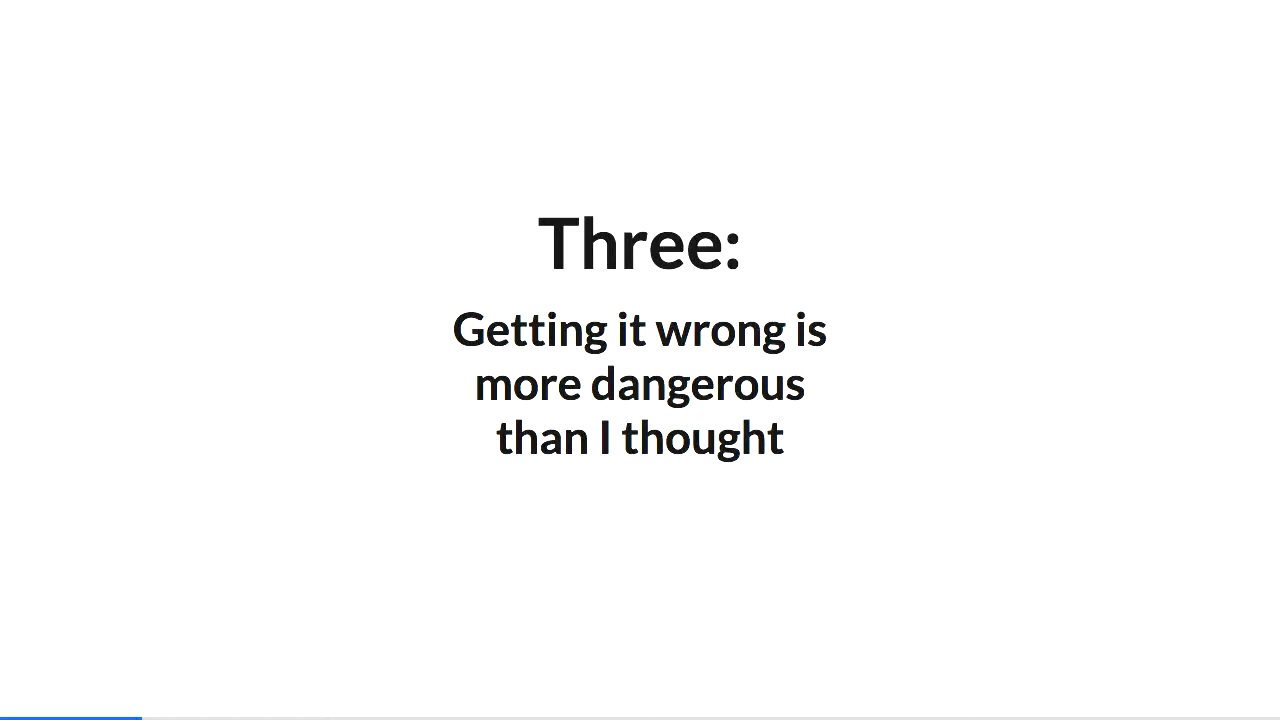 Three:
Getting it wrong is
more dangerous
than I thought